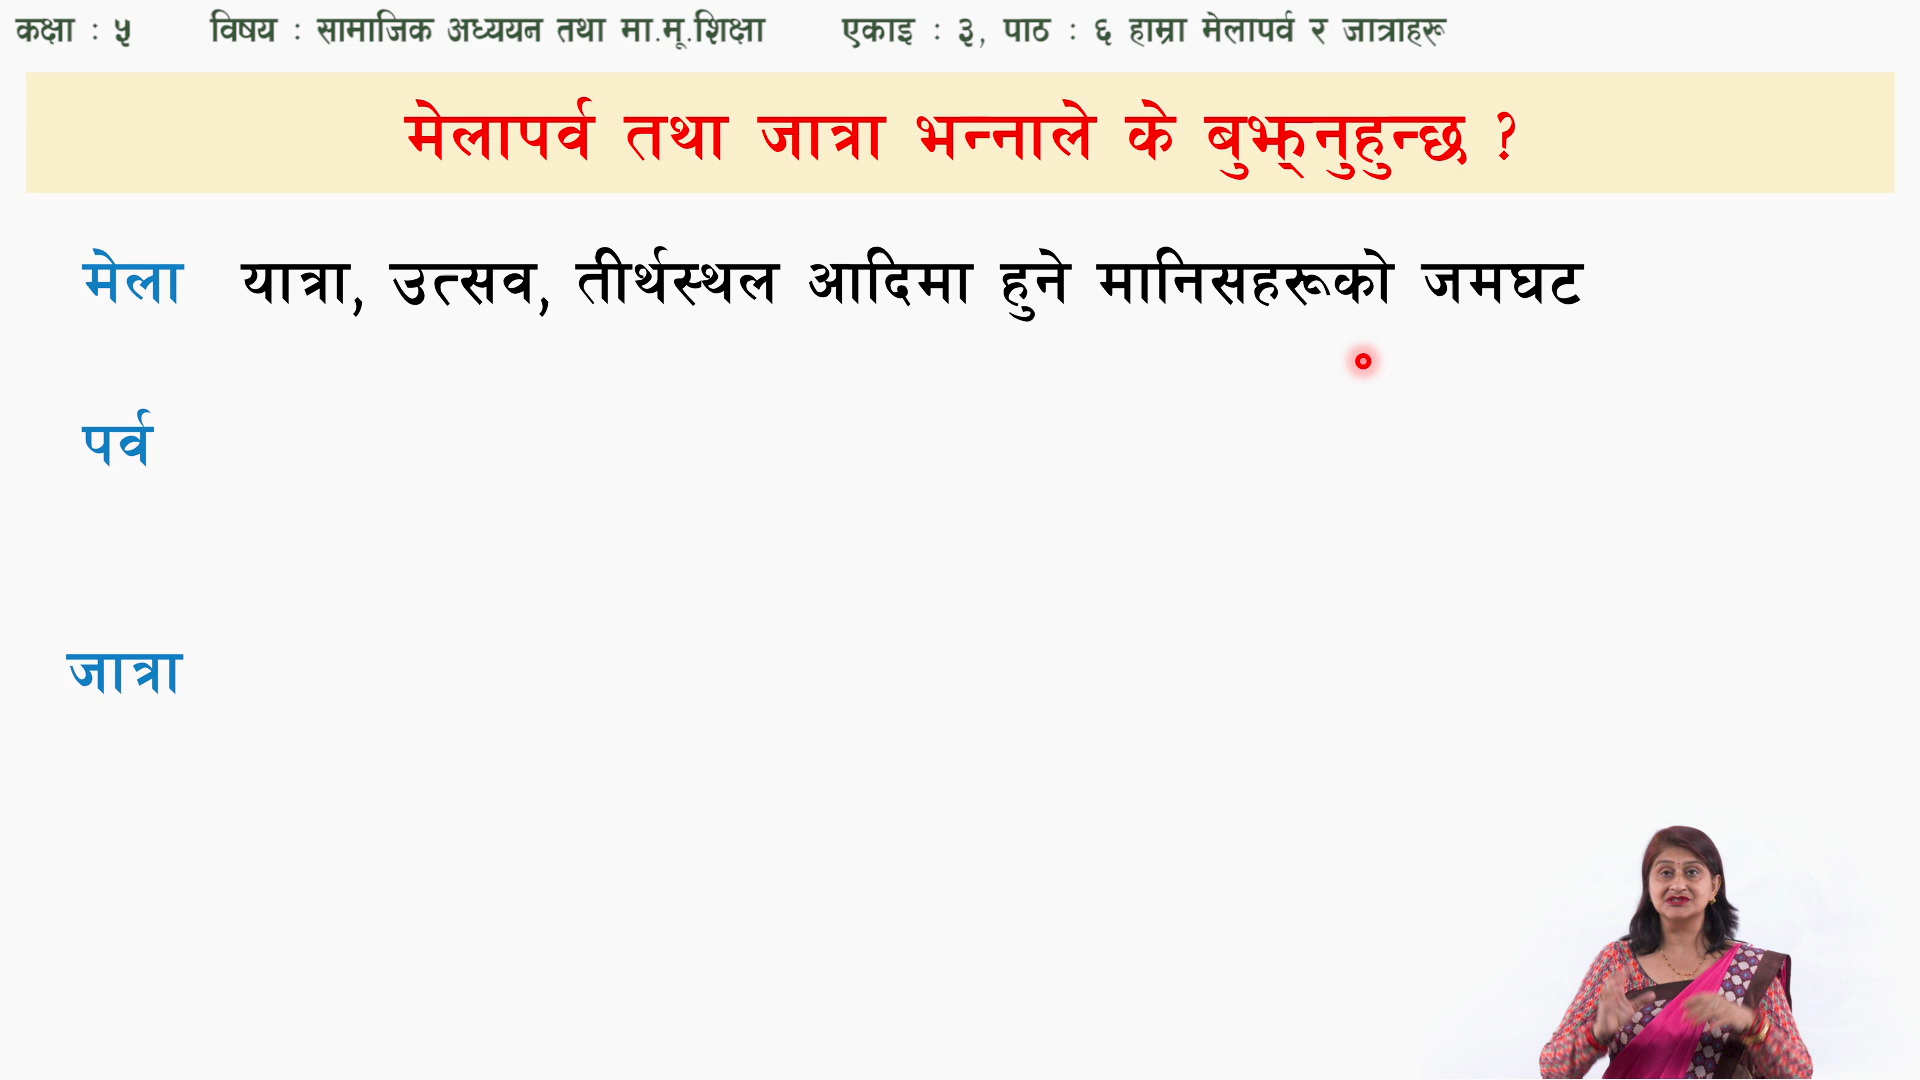 कक्षा : ५ विषय : सामाजिक अध्ययन तथा मा.मू.शिक्षा एकाइ : ३, पाठ : ६ हाम्रा मेलापर्व र जात्राहरू
मेलापर्व तथा जात्रा भन्नाले के बुझ्नुहुन्छ ?
मेला यात्रा, उत्सव, तीर्थस्थल आदिमा हुने मानिसहरूको जमघट
पर्व
जात्रा